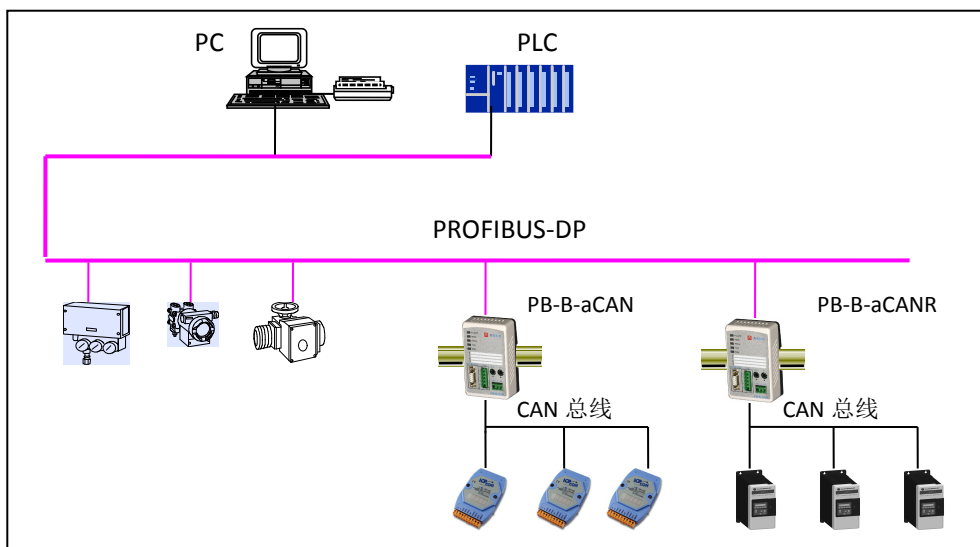 PC
PLC
PROFIBUS-DP
PB-B-aCAN
PB-B-aCANR
CAN 总线
CAN 总线